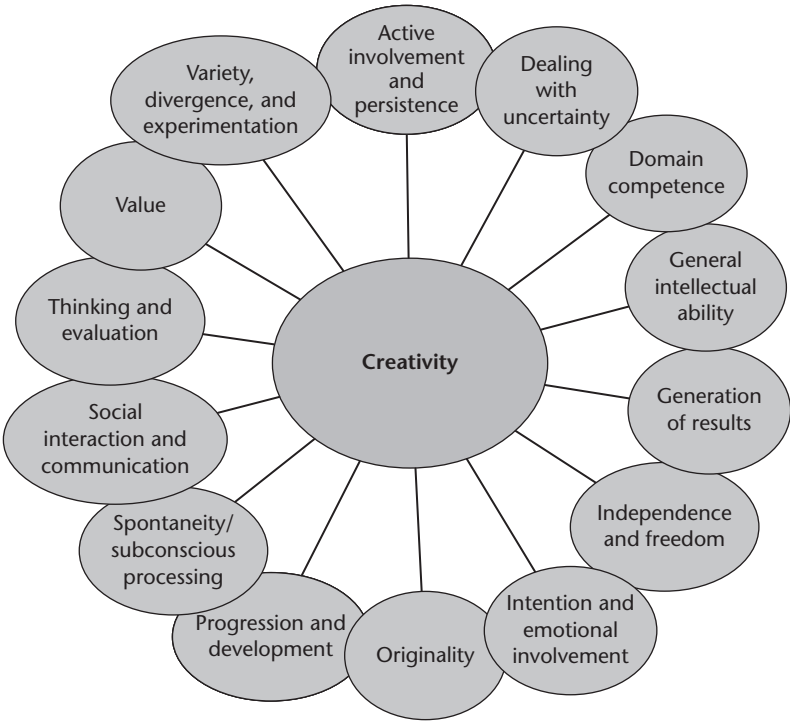 Active
involvement
and
persistence
Dealing
with
uncertainty
Domain
competence
General
intellectual
ability
Generation
of results
Independence
and freedom
Intention and
emotional
involvement
Originality
Progression and
development
Spontaneity/
subconscious
processing
Social
interaction and
communication
Thinking and
evaluation
Value
Variety,
divergence, and
experimentation
Creativity